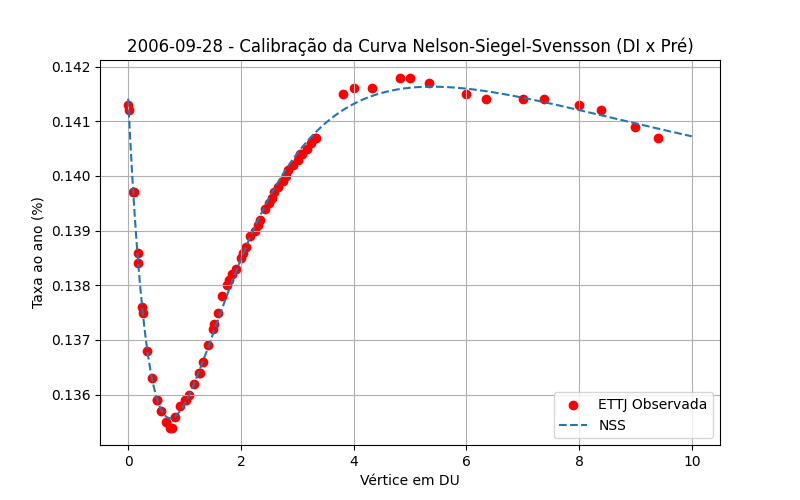 2006-09-28 - Calibração da Curva Nelson-Siegel-Svensson (DI x Pré)
Taxa ao ano (%)
0.142
0.141
0.140
0.139
0.138
0.137
0.136
0 2 4 6 8 10
Vértice em DU
ETTJ Observada
NSS